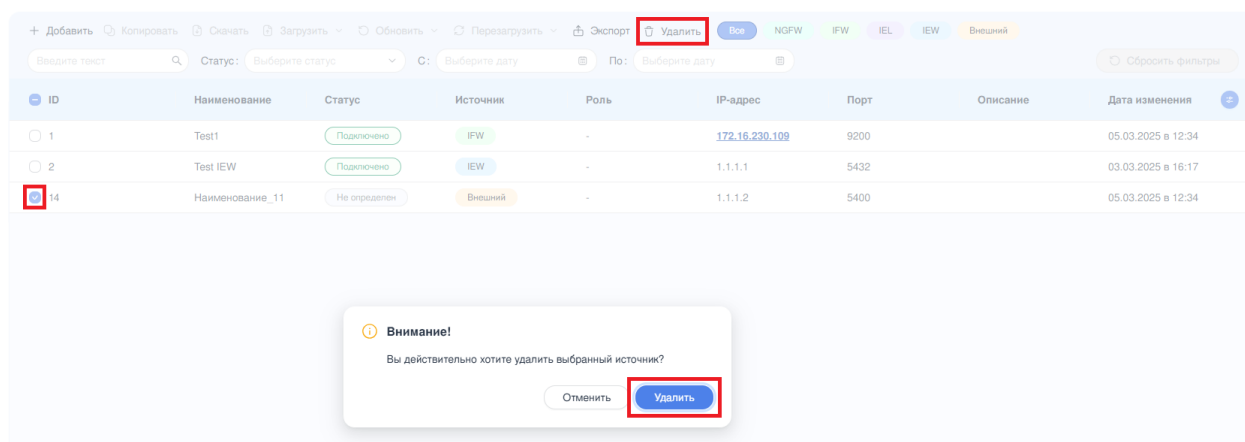 + Добавить Копировать Скачать Загрузить Обновить Перезагрузить Экспорт Удалить Все NGFW IFW IEL IEW Внешний
Введите текст Статус: Выберите статус С: Выберите дату По: Выберите дату Сбросить фильтры
ID Наименование Статус Источник Роль IP-адрес Порт Описание Дата изменения
1 Test1 Подключено IFW - 172.16.230.109 9200 05.03.2025 в 12:34
2 Test IEW Подключено IEW - 1.1.1.1 5432 03.03.2025 в 16:17
14 Наименование_11 Не определен Внешний - 1.1.1.2 5400 05.03.2025 в 12:34
Внимание!
Вы действительно хотите удалить выбранный источник?
Отменить Удалить